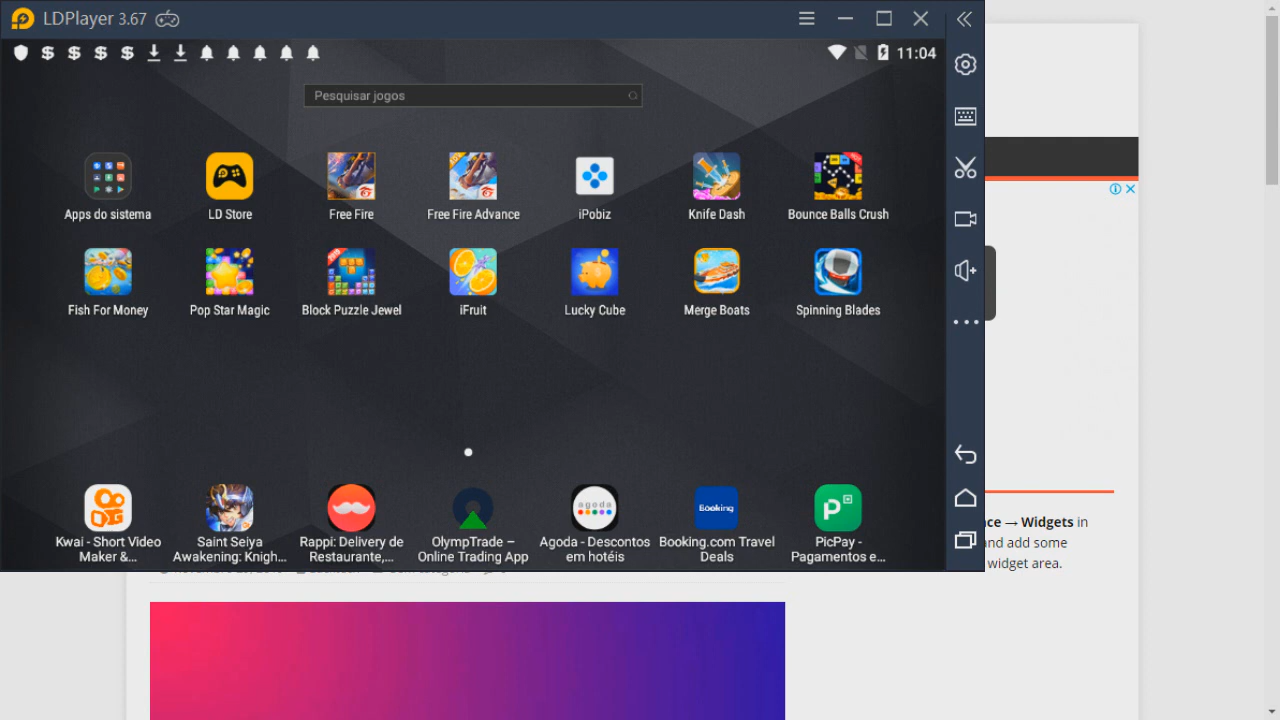 LDPlayer 3.67
11:04
Pesquisar jogos
Apps do sistema
LD Store
Free Fire
Free Fire Advance
iPobiz
Knife Dash
Bounce Balls Crush
Fish For Money
Pop Star Magic
Block Puzzle Jewel
iFruit
Lucky Cube
Merge Boats
Spinning Blades
agoda
Booking
Kwai - Short Video
Maker &...
Saint Seiya
Awakening: Knigh...
Rappi: Delivery de
Restaurante,...
OlympTrade –
Online Trading App
Agoda - Descontos
em hotéis
Booking.com Travel
Deals
PicPay -
Pagamentos e...
→ Widgets in
and add some
widget area.